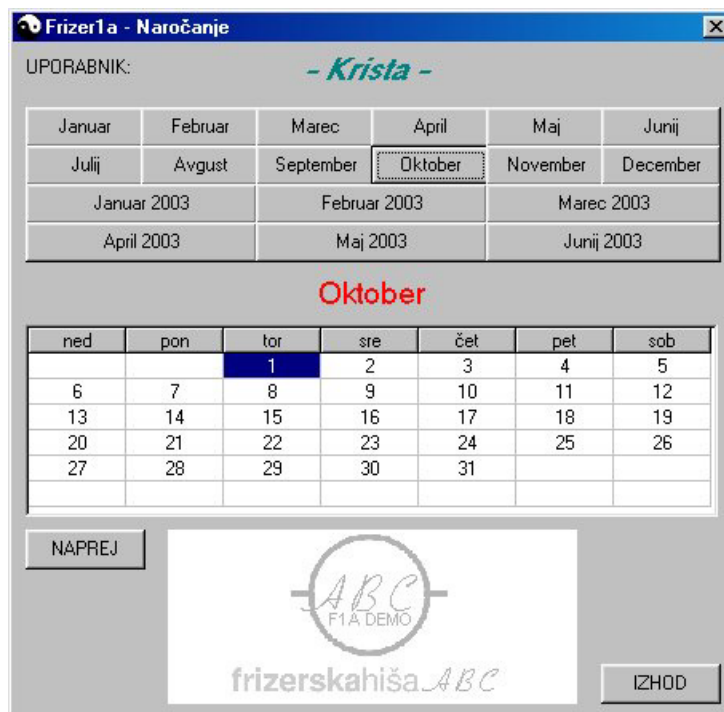 Frizer1a - Naročanje
UPORABNIK: - Krista -
Januar Februar Marec April Maj Junij
Julij Avgust September Oktober November December
Januar 2003 Februar 2003 Marec 2003
April 2003 Maj 2003 Junij 2003
Oktober
ned pon tor sre čet pet sob
1 2 3 4 5
6 7 8 9 10 11 12
13 14 15 16 17 18 19
20 21 22 23 24 25 26
27 28 29 30 31
NAPREJ
ABC
F1A DEMO
frizerskahiša ABC
IZHOD